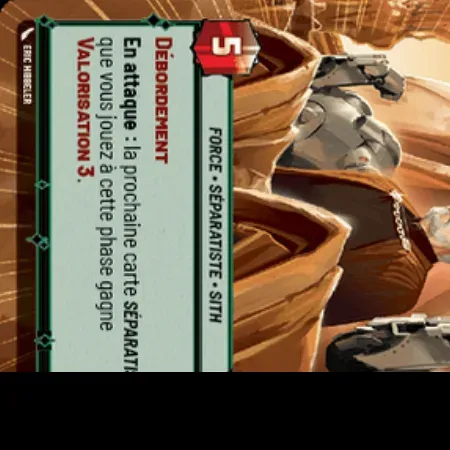 5
FORCE • SÉPARATISTE • SITH
DÉBORDEMENT
En attaque : la prochaine carte SÉPARATI
que vous jouez à cette phase gagne
VALORISATION 3.
ERIC HIBBELER